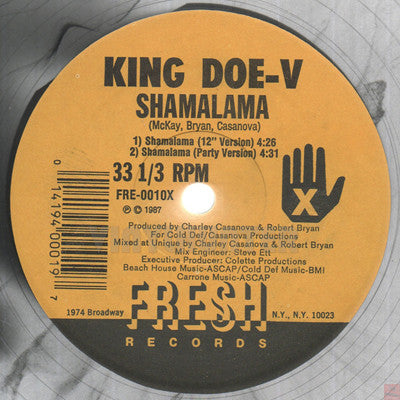 KING DOE-V
SHAMALAMA
(McKay, Bryan, Casanova)
1) Shamalama (12" Version) 4:26
2) Shamalama (Party Version) 4:31
33 1/3 RPM
FRE-0010X
℗ © 1987
X
0 14194 00019 7
Produced by Charley Casanova & Robert Bryan
For Cold Def/Casanova Productions
Mixed at Unique by Charley Casanova & Robert Bryan
Mix Engineer: Steve Ett
Executive Producer: Colette Productions
Beach House Music-ASCAP/Cold Def Music-BMI
Carrone Music-ASCAP
1974 Broadway
FRESH
N.Y., N.Y. 10023
RECORDS